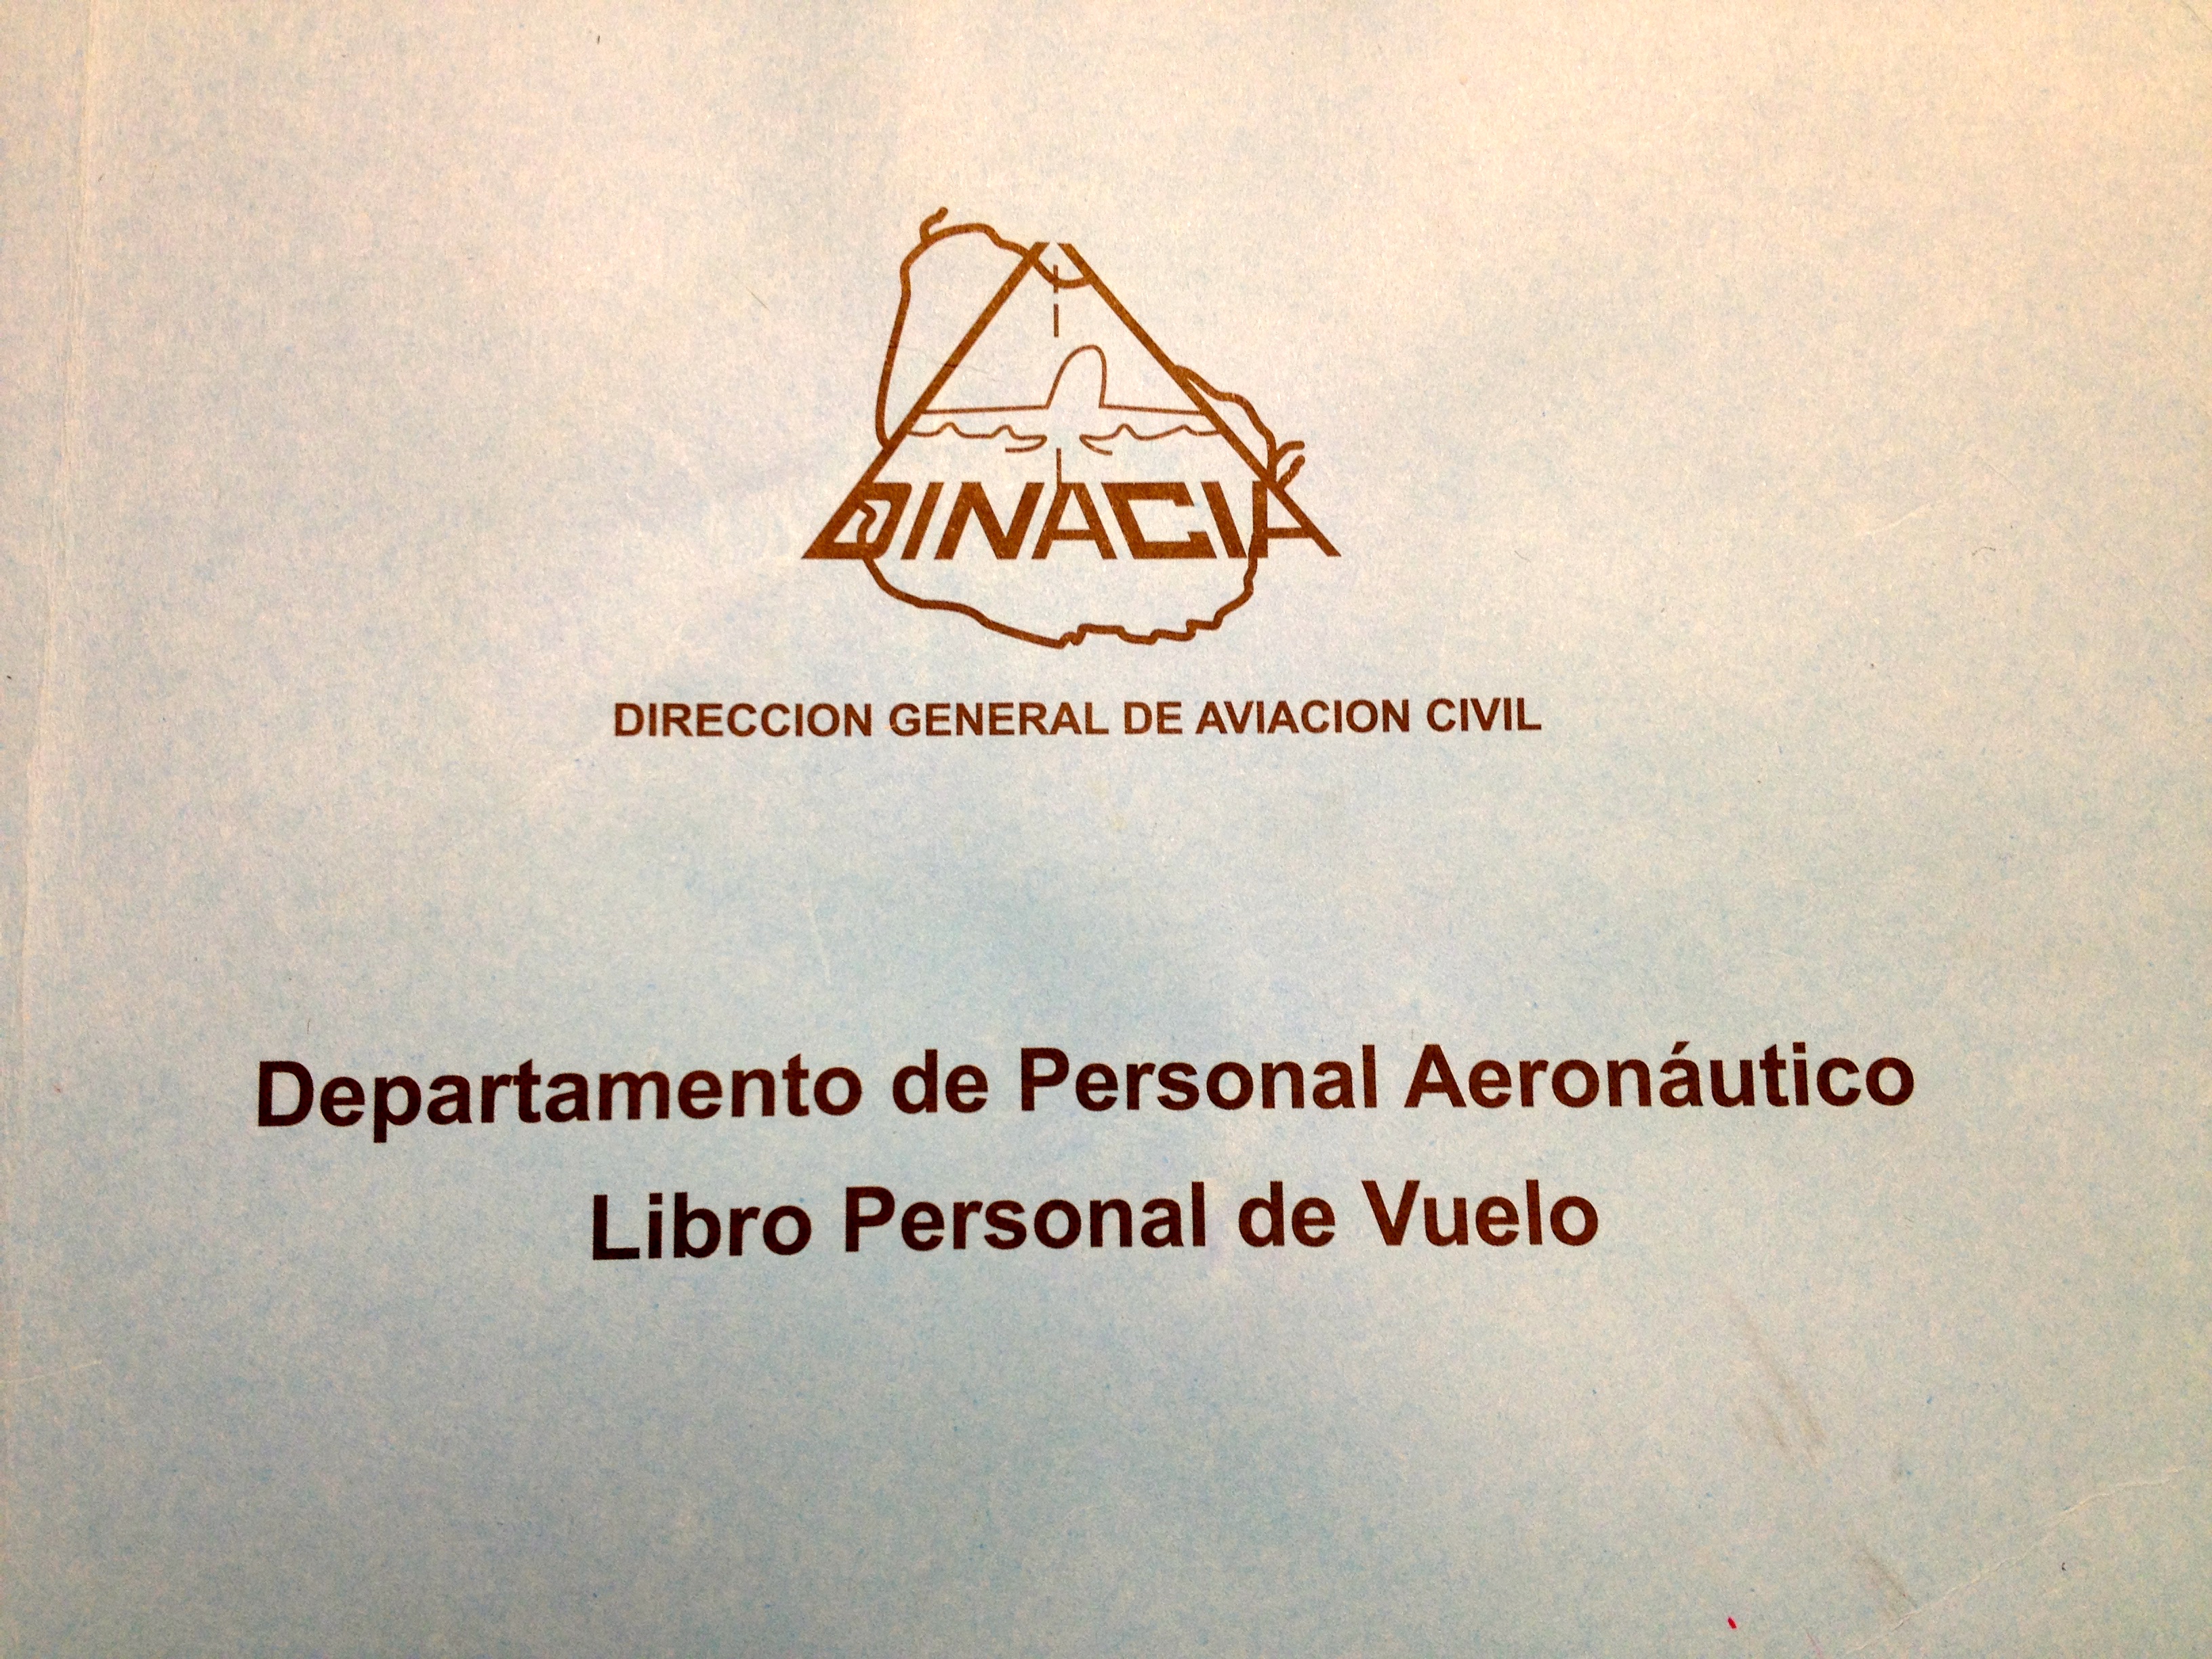 DINACIA
DIRECCION GENERAL DE AVIACION CIVIL
Departamento de Personal Aeronáutico
Libro Personal de Vuelo